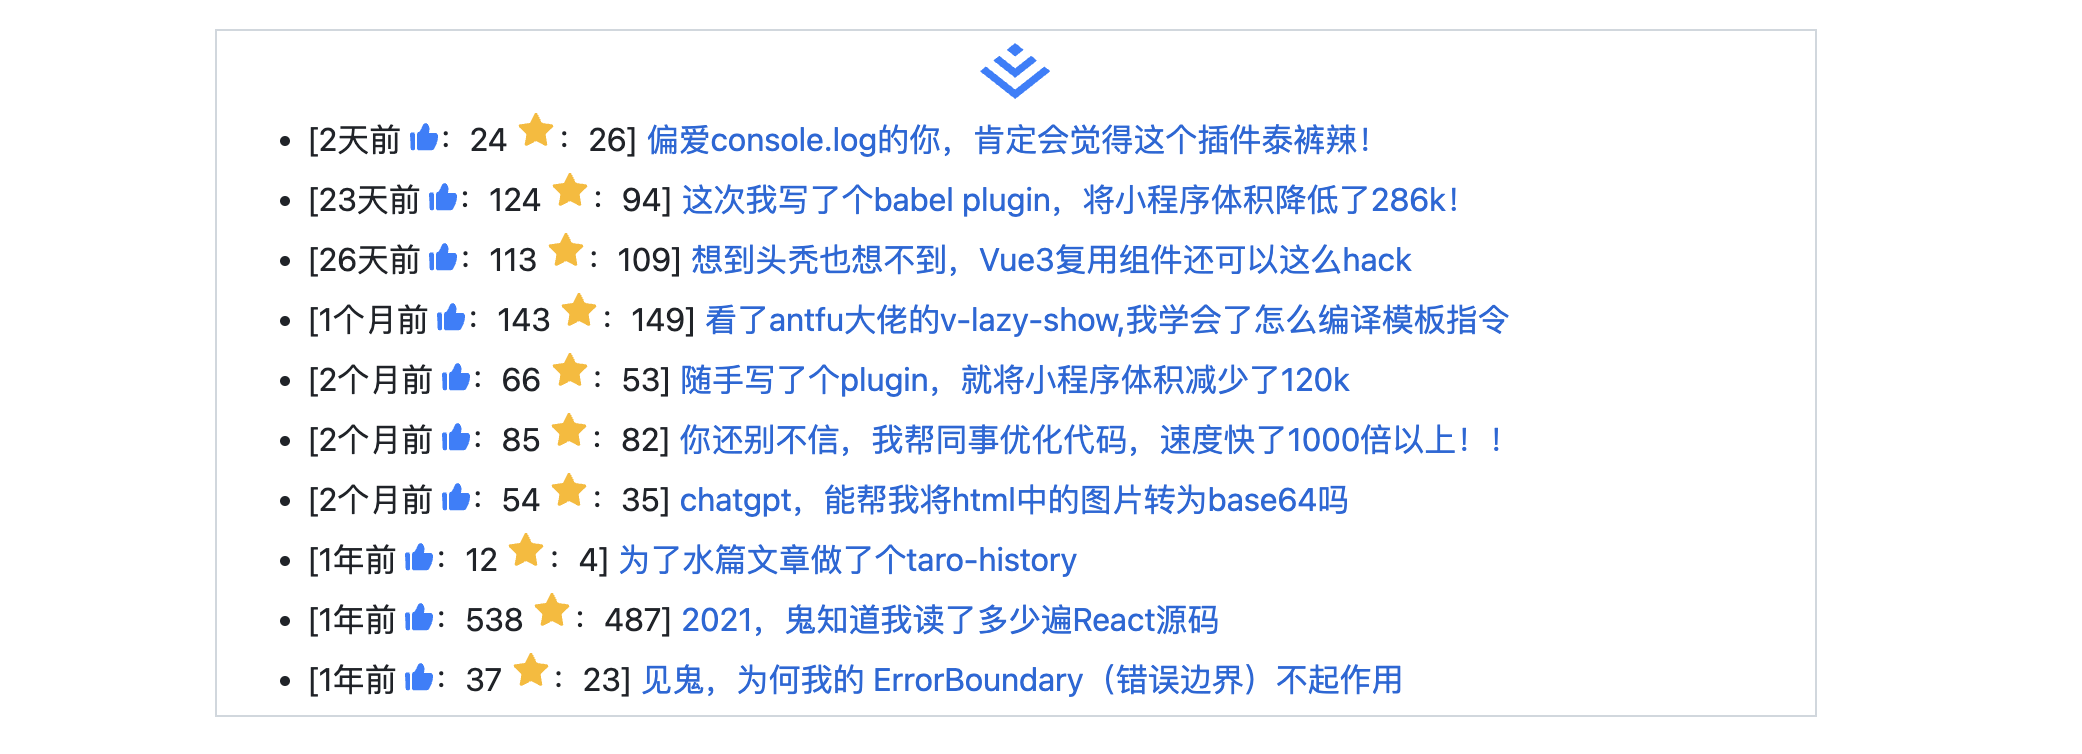 [2天前 👍：24 ⭐：26] 偏爱console.log的你，肯定会觉得这个插件泰裤辣！
[23天前 👍：124 ⭐：94] 这次我写了个babel plugin，将小程序体积降低了286k！
[26天前 👍：113 ⭐：109] 想到头秃也想不到，Vue3复用组件还可以这么hack
[1个月前 👍：143 ⭐：149] 看了antfu大佬的v-lazy-show,我学会了怎么编译模板指令
[2个月前 👍：66 ⭐：53] 随手写了个plugin，就将小程序体积减少了120k
[2个月前 👍：85 ⭐：82] 你还别不信，我帮同事优化代码，速度快了1000倍以上！！
[2个月前 👍：54 ⭐：35] chatgpt，能帮我将html中的图片转为base64吗
[1年前 👍：12 ⭐：4] 为了水篇文章做了个taro-history
[1年前 👍：538 ⭐：487] 2021，鬼知道我读了多少遍React源码
[1年前 👍：37 ⭐：23] 见鬼，为何我的 ErrorBoundary（错误边界）不起作用